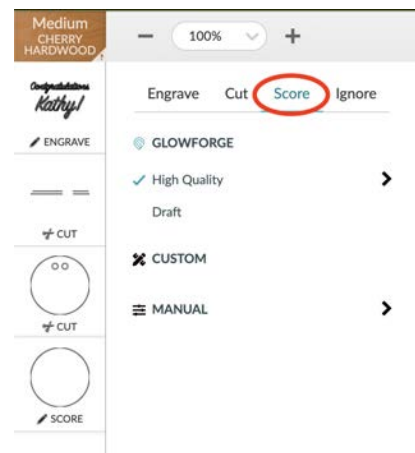 Medium
CHERRY
HARDWOOD
100%
Engrave Cut Score Ignore
Congratulations
Kathy!
ENGRAVE
GLOWFORGE
High Quality
Draft
CUT
CUSTOM
MANUAL
CUT
SCORE